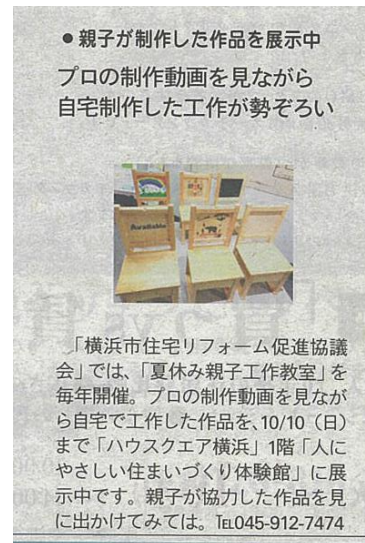 ●親子が制作した作品を展示中
プロの制作動画を見ながら
自宅制作した工作が勢ぞろい
「横浜市住宅リフォーム促進協議
会」では、「夏休み親子工作教室」を
毎年開催。プロの制作動画を見なが
ら自宅で工作した作品を、10/10（日）
まで「ハウスクエア横浜」1階「人に
やさしい住まいづくり体験館」に展
示中です。親子が協力した作品を見
に出かけてみては。℡045-912-7474